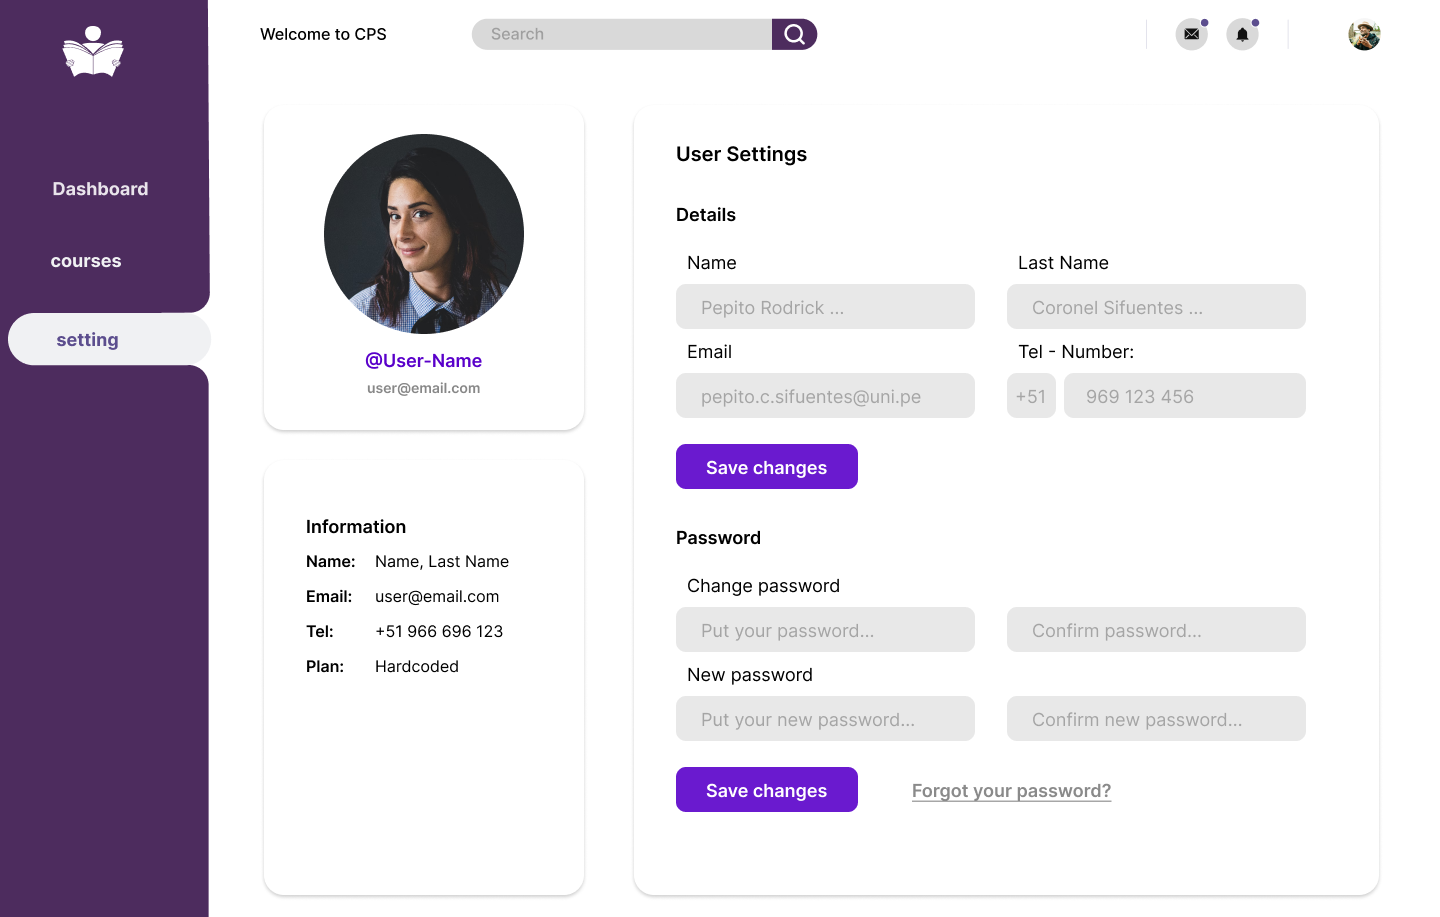 Welcome to CPS
Search
Dashboard
courses
setting
@User-Name
user@email.com
Information
Name: Name, Last Name
Email: user@email.com
Tel: +51 966 696 123
Plan: Hardcoded
User Settings
Details
Name Last Name
Pepito Rodrick ... Coronel Sifuentes ...
Email Tel - Number:
pepito.c.sifuentes@uni.pe +51 969 123 456
Save changes
Password
Change password
Put your password... Confirm password...
New password
Put your new password... Confirm new password...
Save changes Forgot your password?